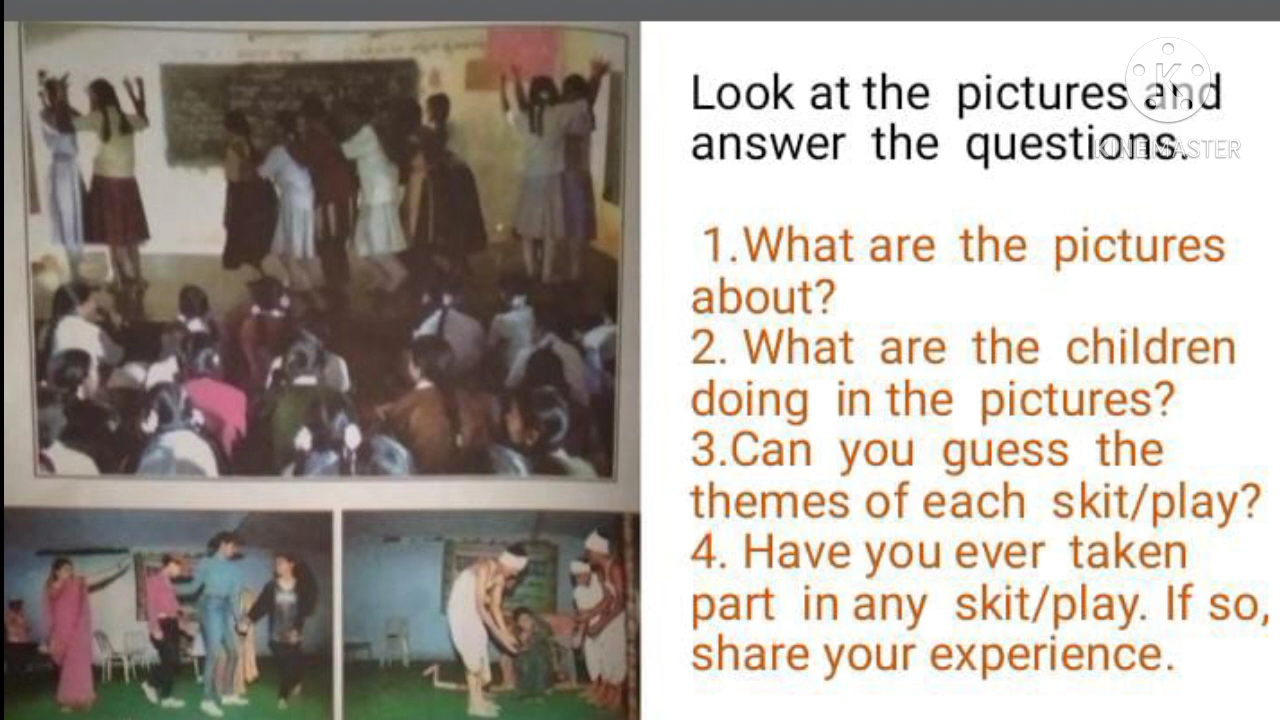 Look at the pictures and
answer the questions.
KINEMASTER
1.What are the pictures
about?
2. What are the children
doing in the pictures?
3.Can you guess the
themes of each skit/play?
4. Have you ever taken
part in any skit/play. If so,
share your experience.